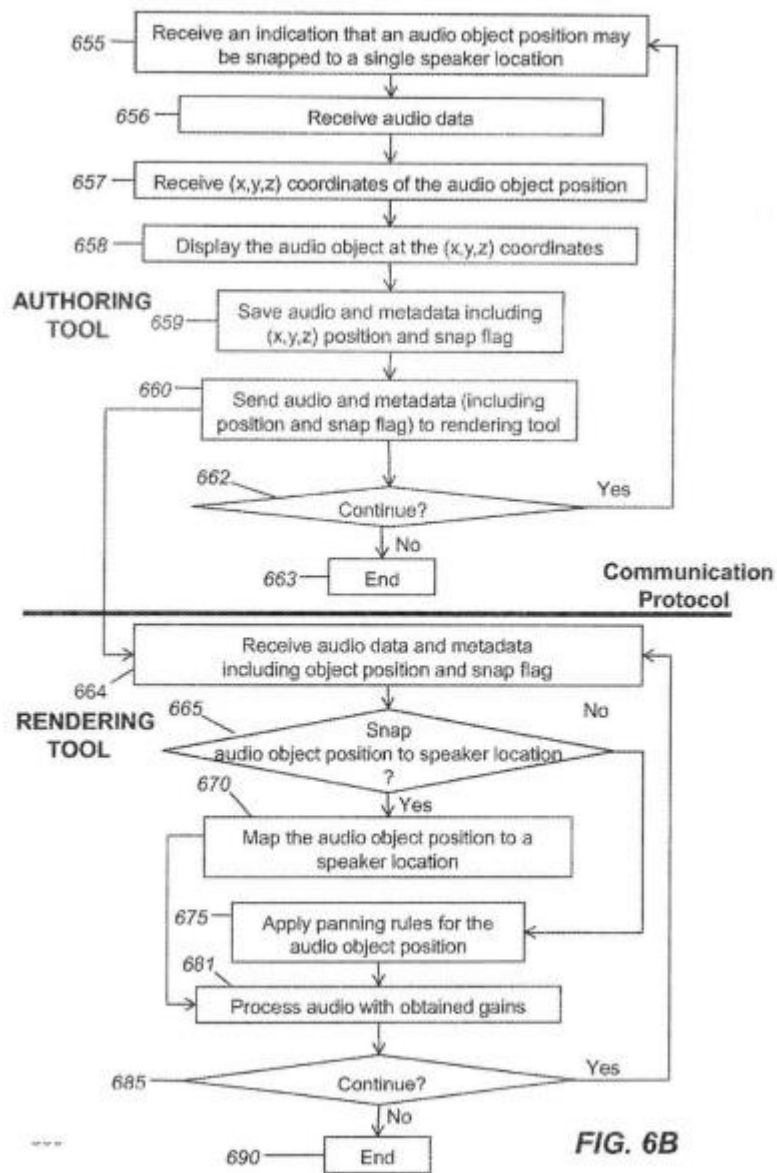 655
Receive an indication that an audio object position may
be snapped to a single speaker location
656
Receive audio data
657
Receive (x,y,z) coordinates of the audio object position
658
Display the audio object at the (x,y,z) coordinates
AUTHORING
TOOL
659
Save audio and metadata including
(x,y,z) position and snap flag
660
Send audio and metadata (including
position and snap flag) to rendering tool
662
Continue?
Yes
No
663
End
Communication
Protocol
Receive audio data and metadata
including object position and snap flag
664
RENDERING
TOOL
665
Snap
audio object position to speaker location
?
No
Yes
670
Map the audio object position to a
speaker location
675
Apply panning rules for the
audio object position
681
Process audio with obtained gains
685
Continue?
Yes
No
690
End
FIG. 6B